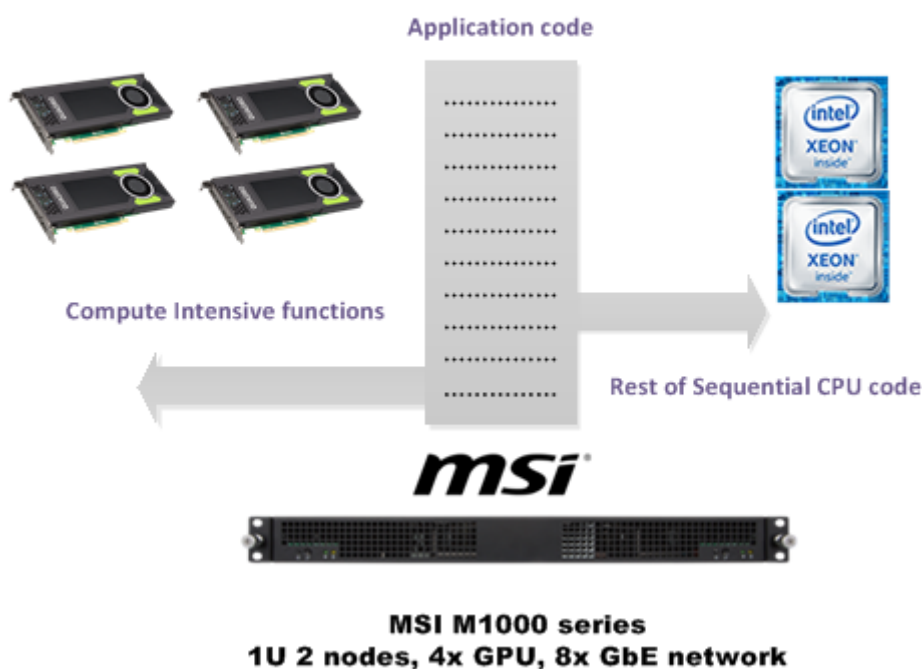 Application code
intel
XEON
inside
intel
XEON
inside
Compute Intensive functions
Rest of Sequential CPU code
msi
MSI M1000 series
1U 2 nodes, 4x GPU, 8x GbE network